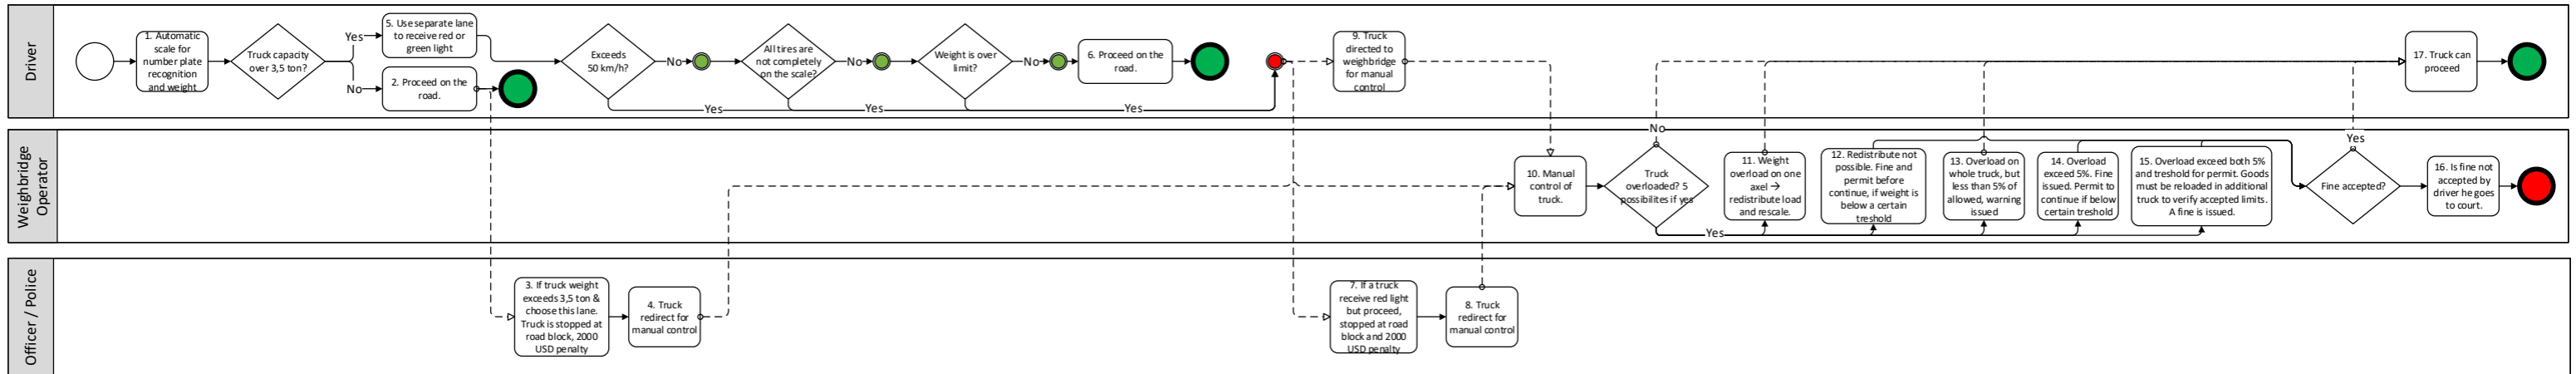 Driver
1. Automatic
scale for
number plate
recognition
and weight
Truck capacity
over 3,5 ton?
Yes
No
5. Use separate lane
to receive red or
green light
2. Proceed on the
road.
Exceeds
50 km/h?
No
Yes
All tires are
not completely
on the scale?
No
Yes
Weight is over
limit?
No
Yes
6. Proceed on the
road.
9. Truck
directed to
weighbridge
for manual
control
17. Truck can
proceed
Weighbridge
Operator
10. Manual
control of
truck.
No
Truck
overloaded? 5
possibilites if yes
Yes
11. Weight
overload on one
axel →
redistribute load
and rescale.
12. Redistribute not
possible. Fine and
permit before
continue, if weight is
below a certain
treshold
13. Overload on
whole truck, but
less than 5% of
allowed, warning
issued
14. Overload
exceed 5%. Fine
issued. Permit to
continue if below
certain treshold
15. Overload exceed both 5%
and treshold for permit. Goods
must be reloaded in additional
truck to verify accepted limits.
A fine is issued.
Yes
Fine accepted?
16. Is fine not
accepted by
driver he goes
to court.
Officer / Police
3. If truck weight
exceeds 3,5 ton &
choose this lane.
Truck is stopped at
road block, 2000
USD penalty
4. Truck
redirect for
manual control
7. If a truck
receive red light
but proceed,
stopped at road
block and 2000
USD penalty
8. Truck
redirect for
manual control